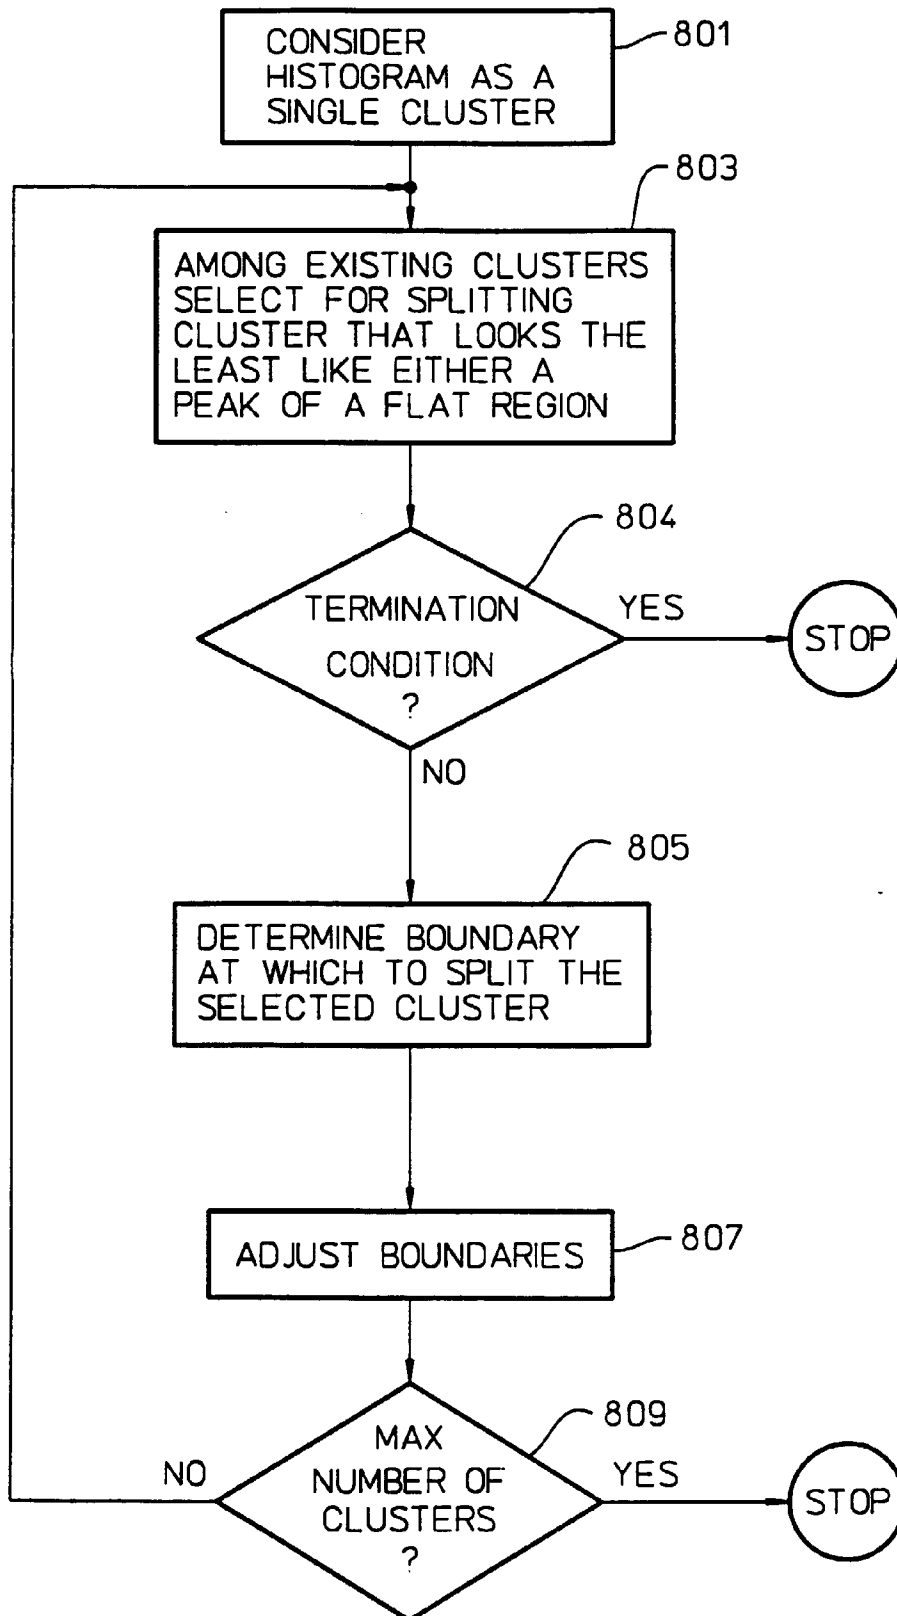 CONSIDER
HISTOGRAM AS A
SINGLE CLUSTER
801
803
AMONG EXISTING CLUSTERS
SELECT FOR SPLITTING
CLUSTER THAT LOOKS THE
LEAST LIKE EITHER A
PEAK OF A FLAT REGION
804
TERMINATION
CONDITION
?
YES
STOP
NO
805
DETERMINE BOUNDARY
AT WHICH TO SPLIT THE
SELECTED CLUSTER
ADJUST BOUNDARIES
807
809
MAX
NUMBER OF
CLUSTERS
?
NO
YES
STOP